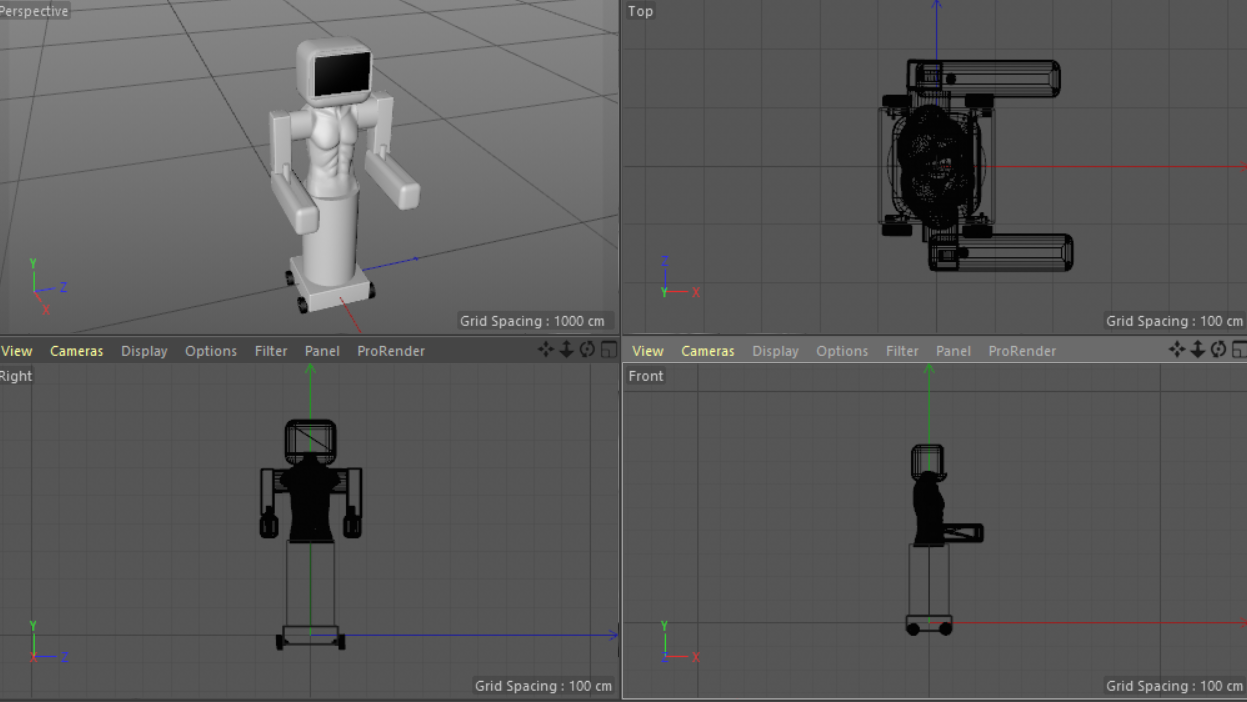 Perspective
Y
Z
X
Grid Spacing : 1000 cm
Top
Z
Y X
Grid Spacing : 100 cm
View Cameras Display Options Filter Panel ProRender
View Cameras Display Options Filter Panel ProRender
Right
Y
X Z
Grid Spacing : 100 cm
Front
Y
Z X
Grid Spacing : 100 cm